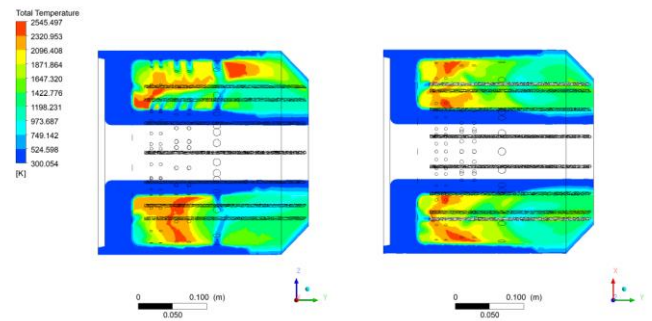 Total Temperature
2545.497
2320.953
2096.408
1871.864
1647.320
1422.776
1198.231
973.687
749.142
524.598
300.054
[K]
Z
Y
0 0.100 (m)
0.050
X
Y
0 0.100 (m)
0.050